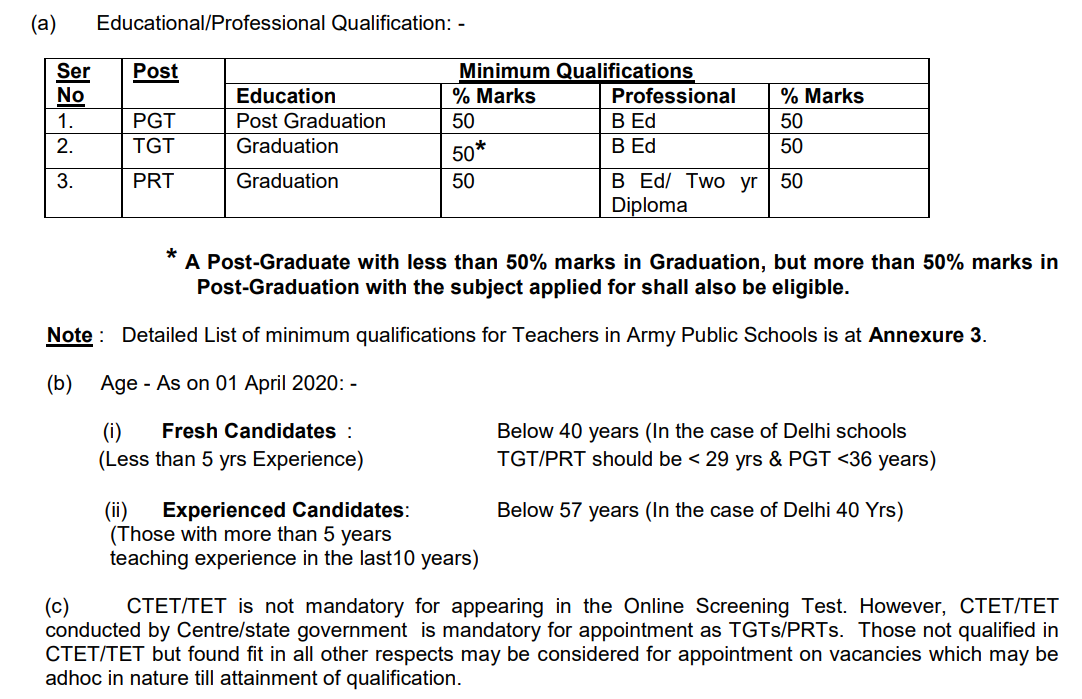 (a) Educational/Professional Qualification: -
Ser No Post Minimum Qualifications
Education % Marks Professional % Marks
1. PGT Post Graduation 50 B Ed 50
2. TGT Graduation 50* B Ed 50
3. PRT Graduation 50 B Ed/ Two yr Diploma 50
* A Post-Graduate with less than 50% marks in Graduation, but more than 50% marks in
Post-Graduation with the subject applied for shall also be eligible.
Note : Detailed List of minimum qualifications for Teachers in Army Public Schools is at Annexure 3.
(b) Age - As on 01 April 2020: -
(i) Fresh Candidates : Below 40 years (In the case of Delhi schools
(Less than 5 yrs Experience) TGT/PRT should be < 29 yrs & PGT <36 years)
(ii) Experienced Candidates: Below 57 years (In the case of Delhi 40 Yrs)
(Those with more than 5 years
teaching experience in the last10 years)
(c) CTET/TET is not mandatory for appearing in the Online Screening Test. However, CTET/TET
conducted by Centre/state government is mandatory for appointment as TGTs/PRTs. Those not qualified in
CTET/TET but found fit in all other respects may be considered for appointment on vacancies which may be
adhoc in nature till attainment of qualification.